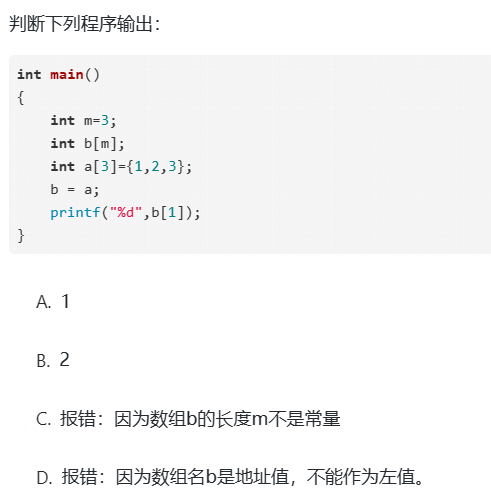 判断下列程序输出：
int main()
{
    int m=3;
    int b[m];
    int a[3]={1,2,3};
    b = a;
    printf("%d",b[1]);
}
A. 1
B. 2
C. 报错：因为数组b的长度m不是常量
D. 报错：因为数组名b是地址值，不能作为左值。